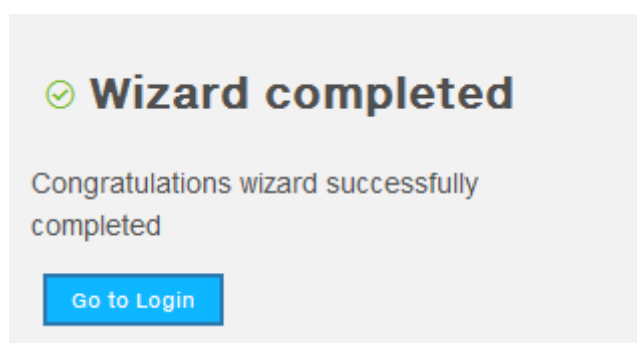 Wizard completed
Congratulations wizard successfully
completed
Go to Login